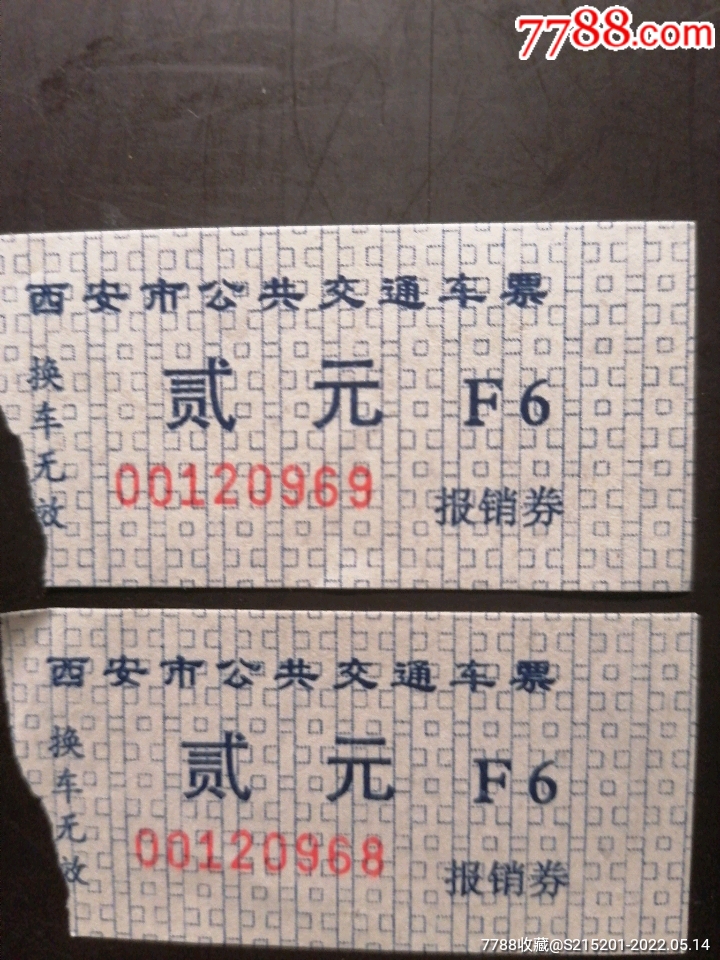 7788.com
西安市公共交通车票
换车无效
贰元 F6
00120969
报销券
西安市公共交通车票
换车无效
贰元 F6
00120968
报销券
7788收藏@S215201-2022.05.14